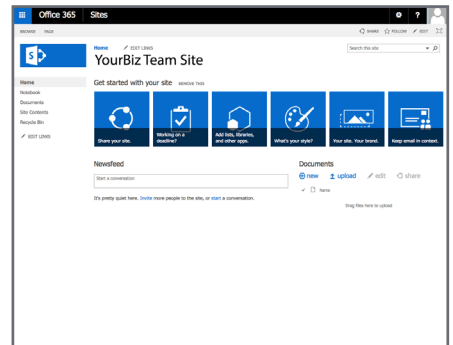 Office 365 Sites ?
BROWSE PAGE SHARE FOLLOW EDIT
S
Home EDIT LINKS Search this site
YourBiz Team Site
Home
Notebook
Documents
Site Contents
Recycle Bin
EDIT LINKS
Get started with your site REMOVE THIS
Share your site.
Working on a
deadline?
Add lists, libraries,
and other apps.
What's your style?
Your site. Your brand.
Keep email in context.
Newsfeed
Start a conversation
It's pretty quiet here. Invite more people to the site, or start a conversation.
Documents
new upload edit share
Name
Drag files here to upload